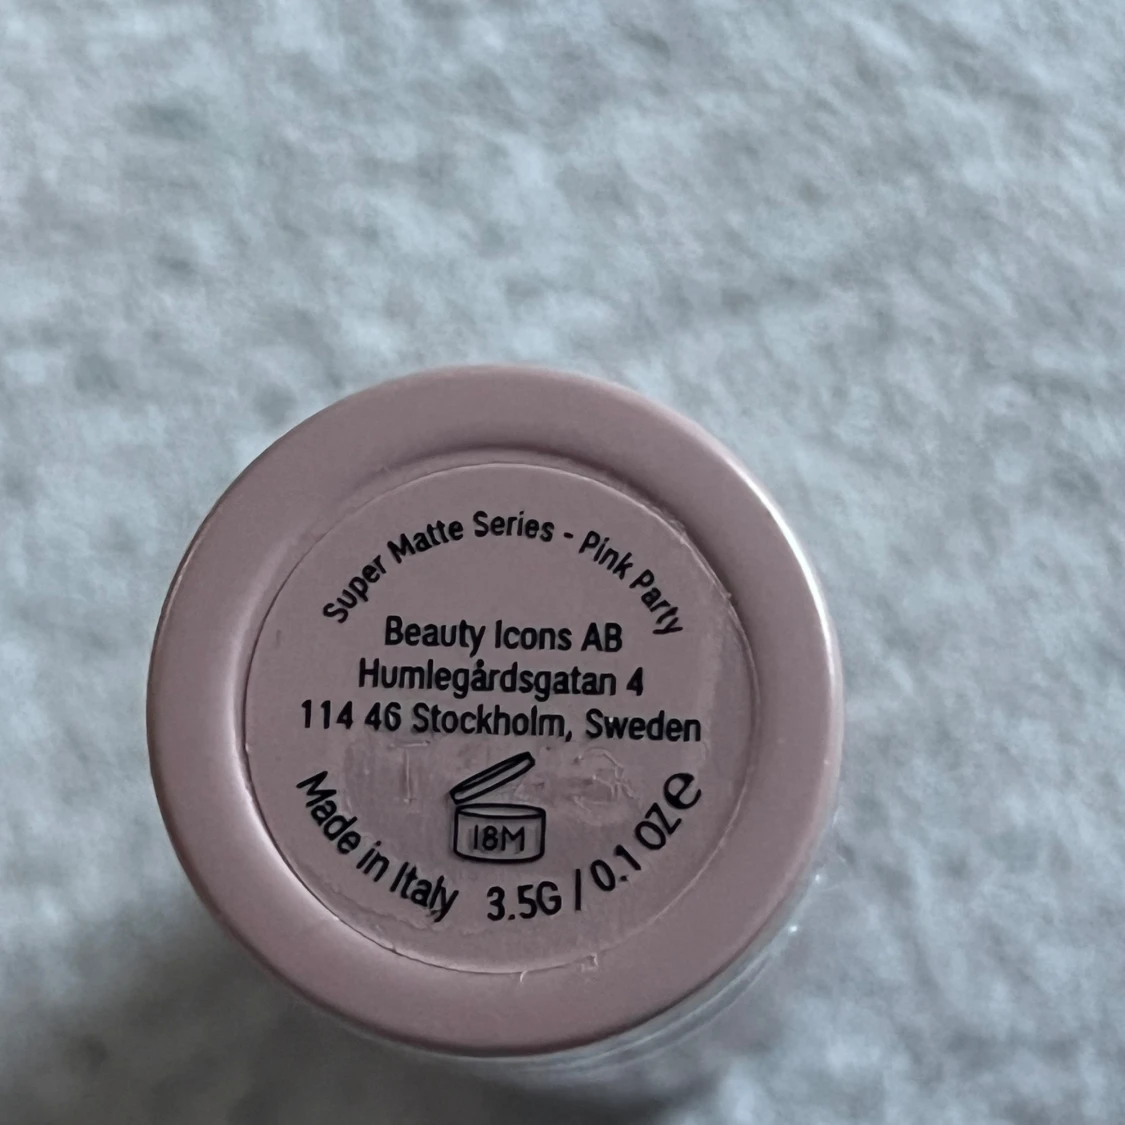 Super Matte Series - Pink Party
Beauty Icons AB
Humlegårdsgatan 4
114 46 Stockholm, Sweden
18M
Made in Italy
3.5G / 0.1 OZ e